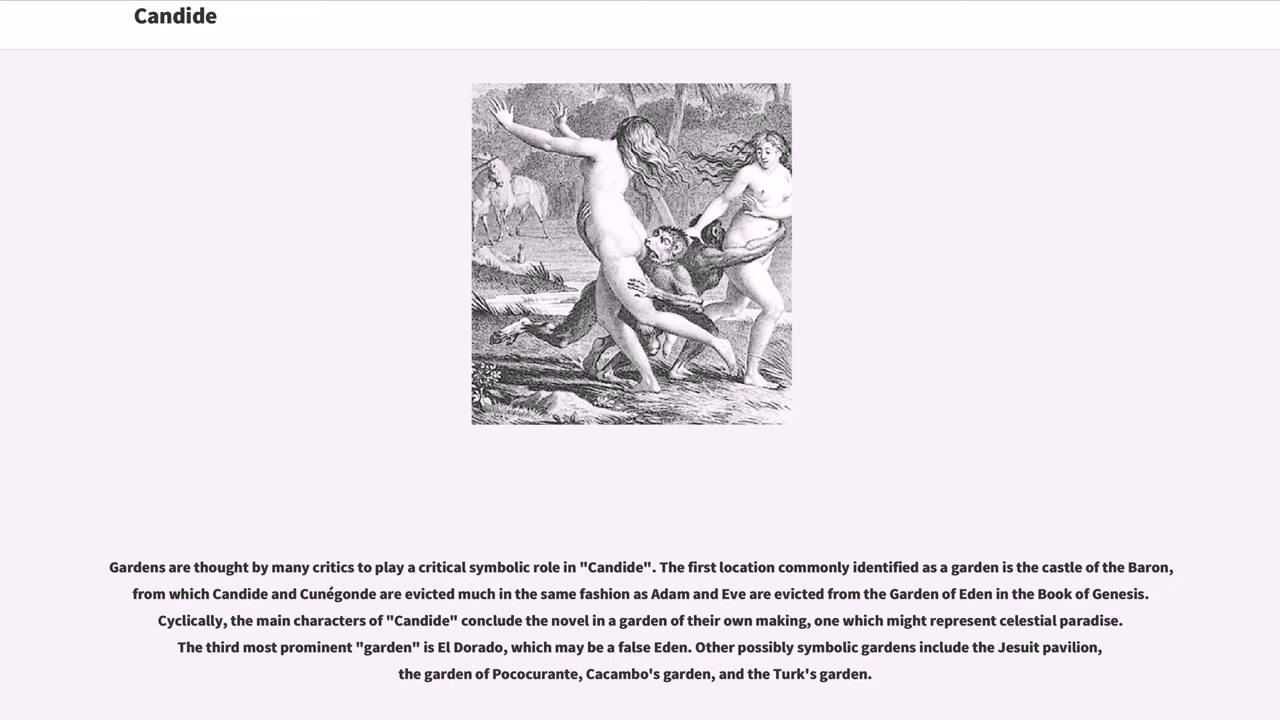 Candide
Gardens are thought by many critics to play a critical symbolic role in "Candide". The first location commonly identified as a garden is the castle of the Baron,
from which Candide and Cunégonde are evicted much in the same fashion as Adam and Eve are evicted from the Garden of Eden in the Book of Genesis.
Cyclically, the main characters of "Candide" conclude the novel in a garden of their own making, one which might represent celestial paradise.
The third most prominent "garden" is El Dorado, which may be a false Eden. Other possibly symbolic gardens include the Jesuit pavilion,
the garden of Pococurante, Cacambo's garden, and the Turk's garden.